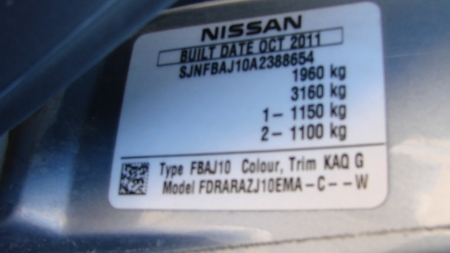 NISSAN
BUILT DATE OCT 2011
SJNFBAJ10A2388654
1960 kg
3160 kg
1- 1150 kg
2- 1100 kg
Type FBAJ10 Colour, Trim KAQ G
Model FDRARAZJ10EMA-C--W